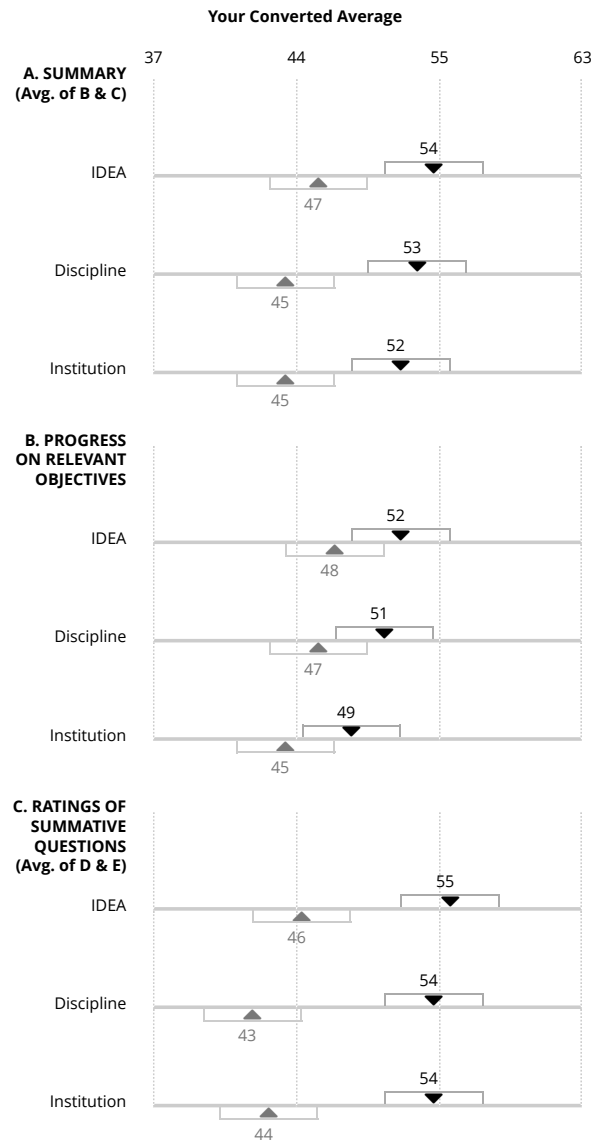 Your Converted Average
37 44 55 63
A. SUMMARY
(Avg. of B & C)
54
IDEA
47
53
Discipline
45
52
Institution
45
B. PROGRESS
ON RELEVANT
OBJECTIVES
52
IDEA
48
51
Discipline
47
49
Institution
45
C. RATINGS OF
SUMMATIVE
QUESTIONS
(Avg. of D & E)
55
IDEA
46
54
Discipline
43
54
Institution
44